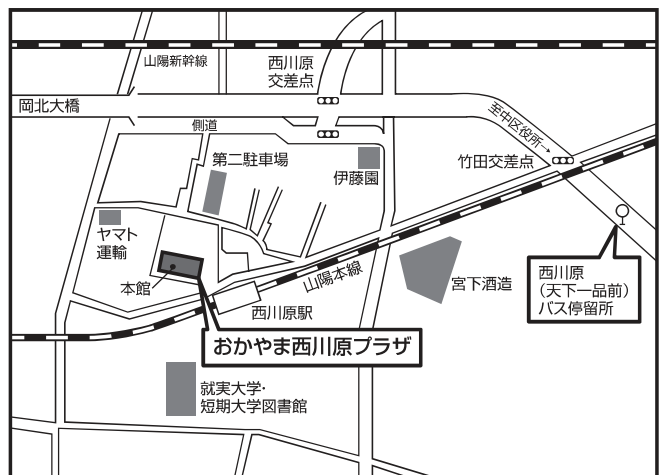 山陽新幹線
西川原
交差点
岡北大橋
側道
至中区役所→
第二駐車場
伊藤園
竹田交差点
ヤマト
運輸
本館
山陽本線
宮下酒造
西川原
(天下一品前)
バス停留所
西川原駅
おかやま西川原プラザ
就実大学・
短期大学図書館